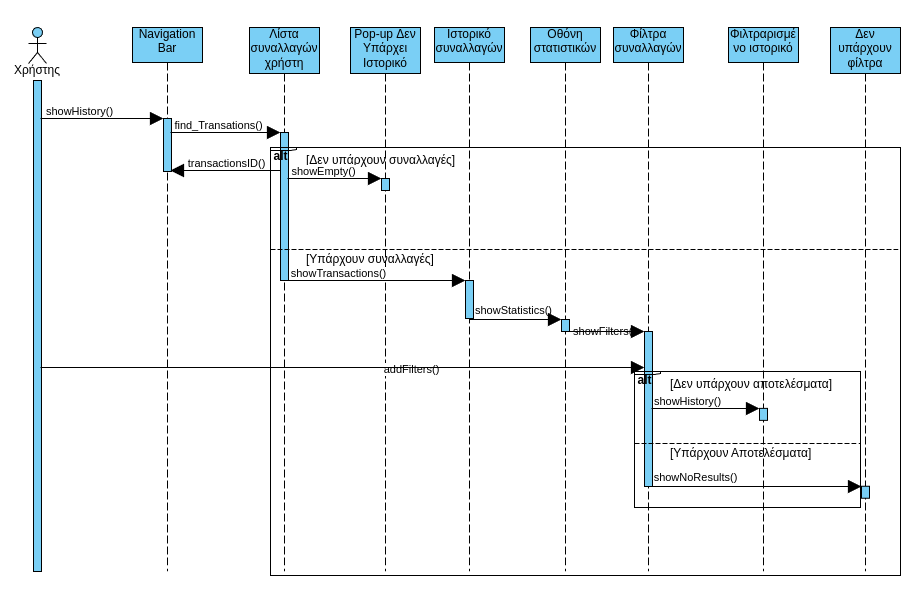 Χρήστης
Navigation
Bar
Λίστα
συναλλαγών
χρήστη
Pop-up Δεν
Υπάρχει
Ιστορικό
Ιστορικό
συναλλαγών
Οθόνη
στατιστικών
Φίλτρα
συναλλαγών
Φιλτραρισμέ
νο ιστορικό
Δεν
υπάρχουν
φίλτρα
showHistory()
find_Transations()
alt
[Δεν υπάρχουν συναλλαγές]
transactionsID()
showEmpty()
[Υπάρχουν συναλλαγές]
showTransactions()
showStatistics()
showFilters
addFilters()
alt
[Δεν υπάρχουν αποτελέσματα]
showHistory()
[Υπάρχουν Αποτελέσματα]
showNoResults()